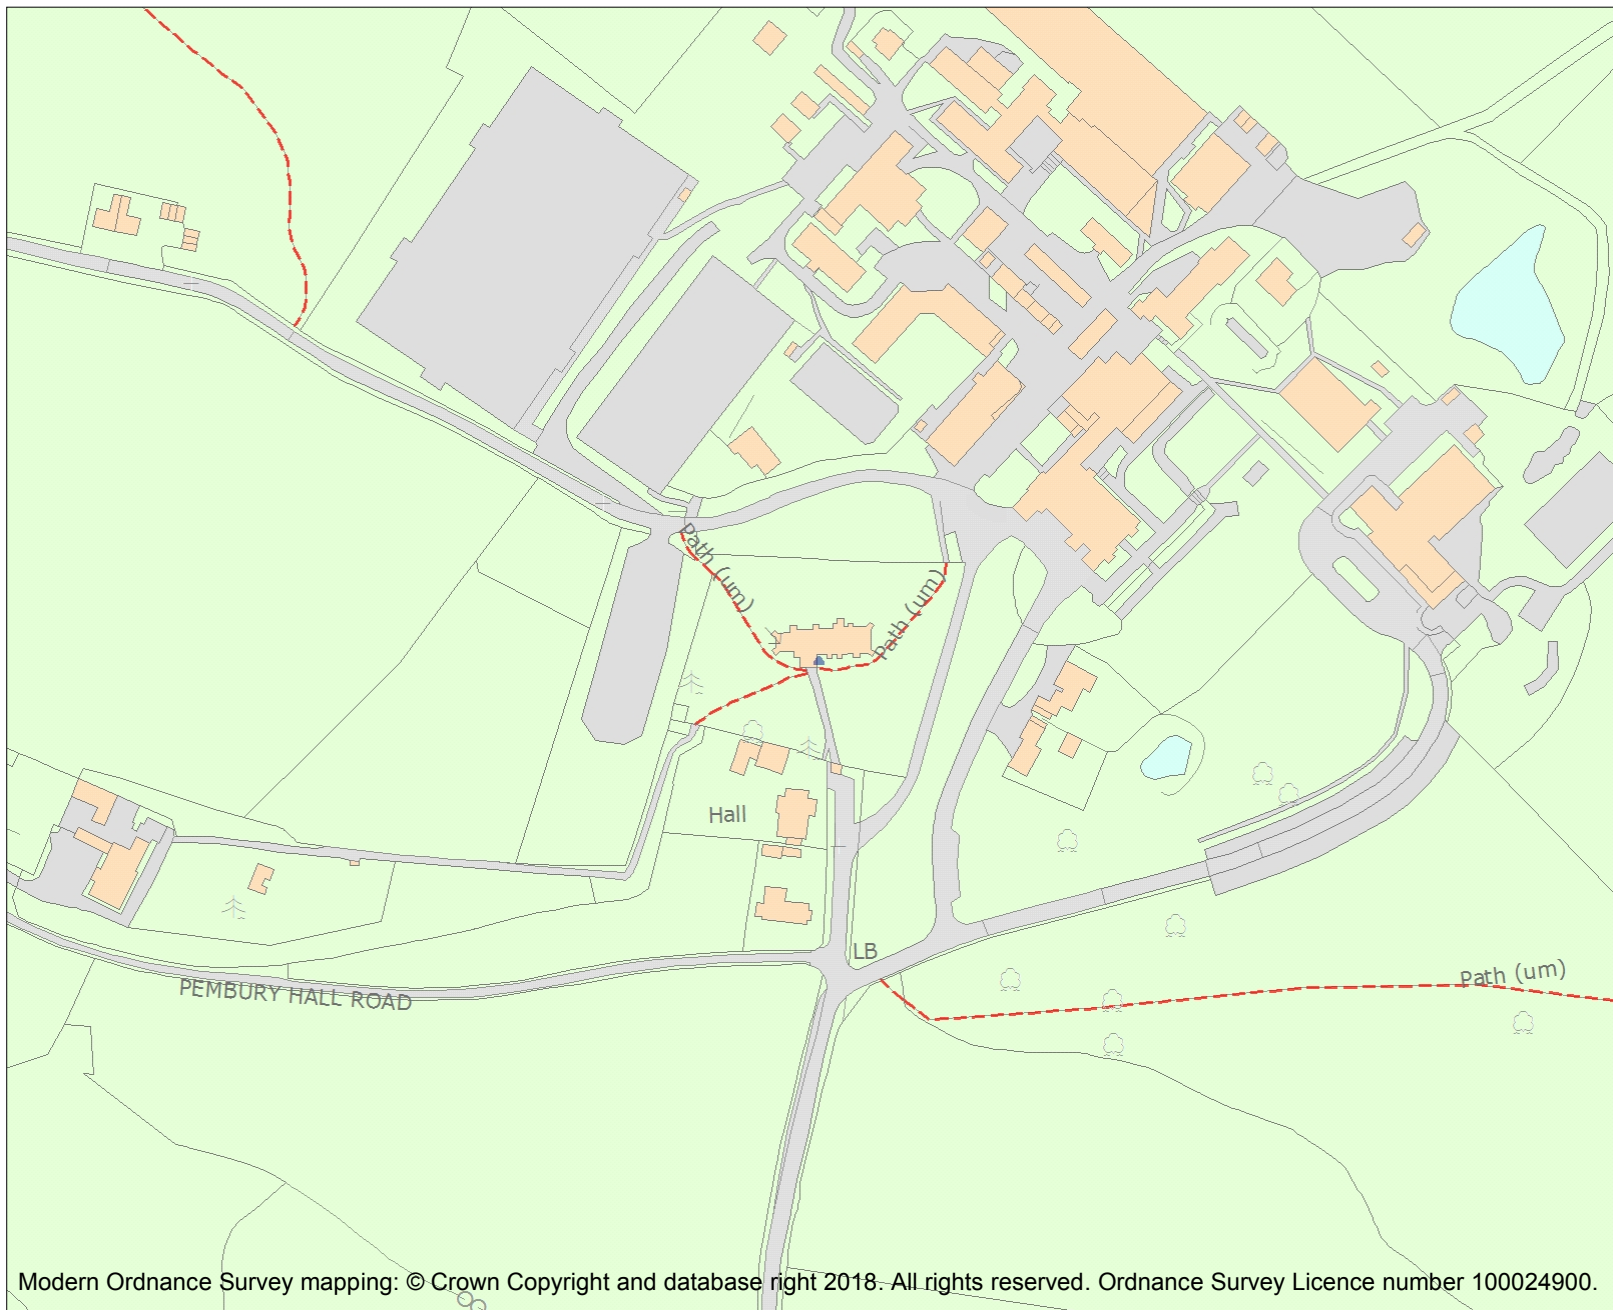 Path (um)
Path (um)
Hall
LB
Path (um)
PEMBURY HALL ROAD
Modern Ordnance Survey mapping: © Crown Copyright and database right 2018. All rights reserved. Ordnance Survey Licence number 100024900.